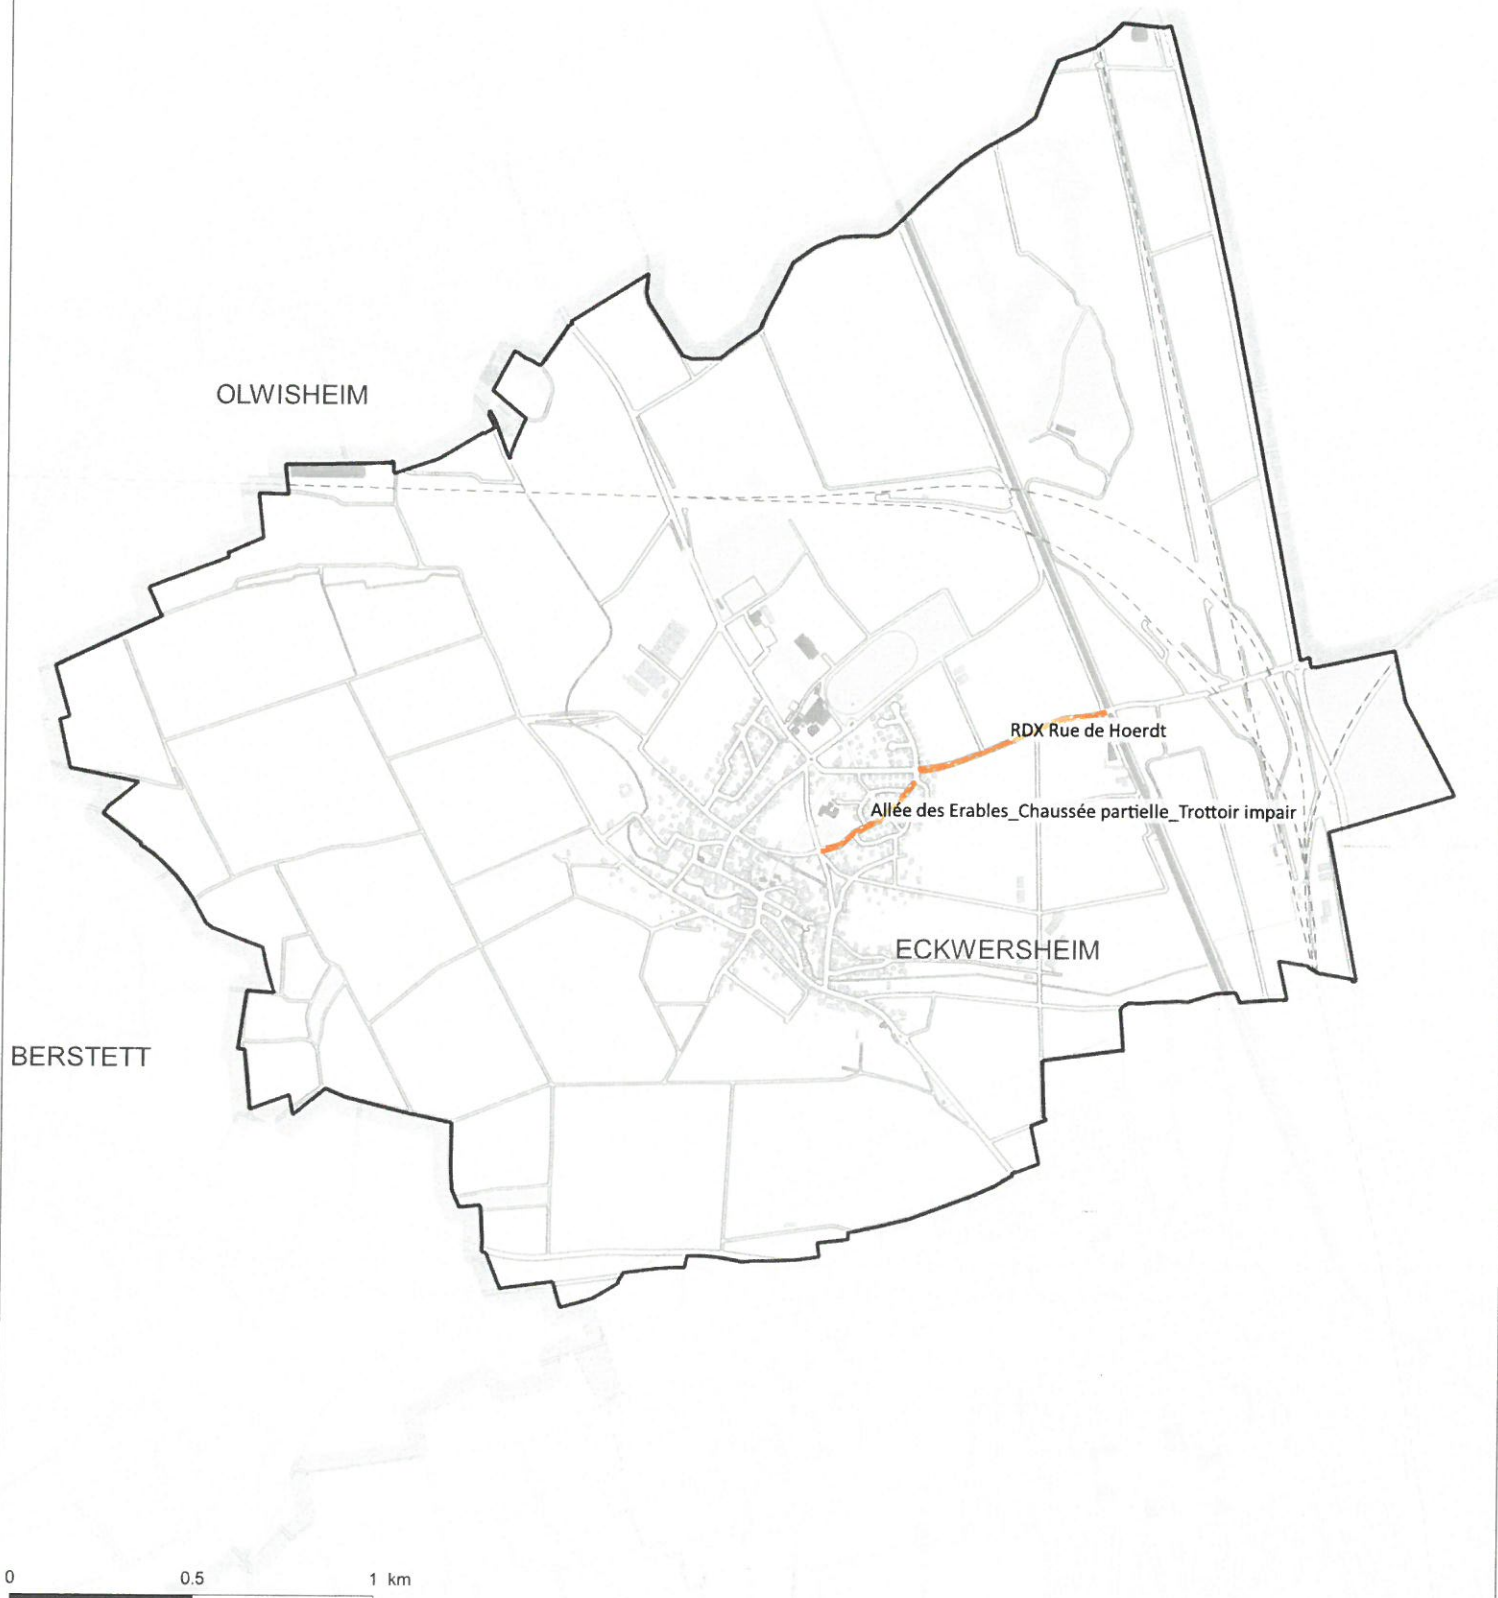 OLWISHEIM
RDX Rue de Hoerdt
Allée des Erables_Chaussée partielle_Trottoir impair
ECKWERSHEIM
BERSTETT
0 0.5 1 km